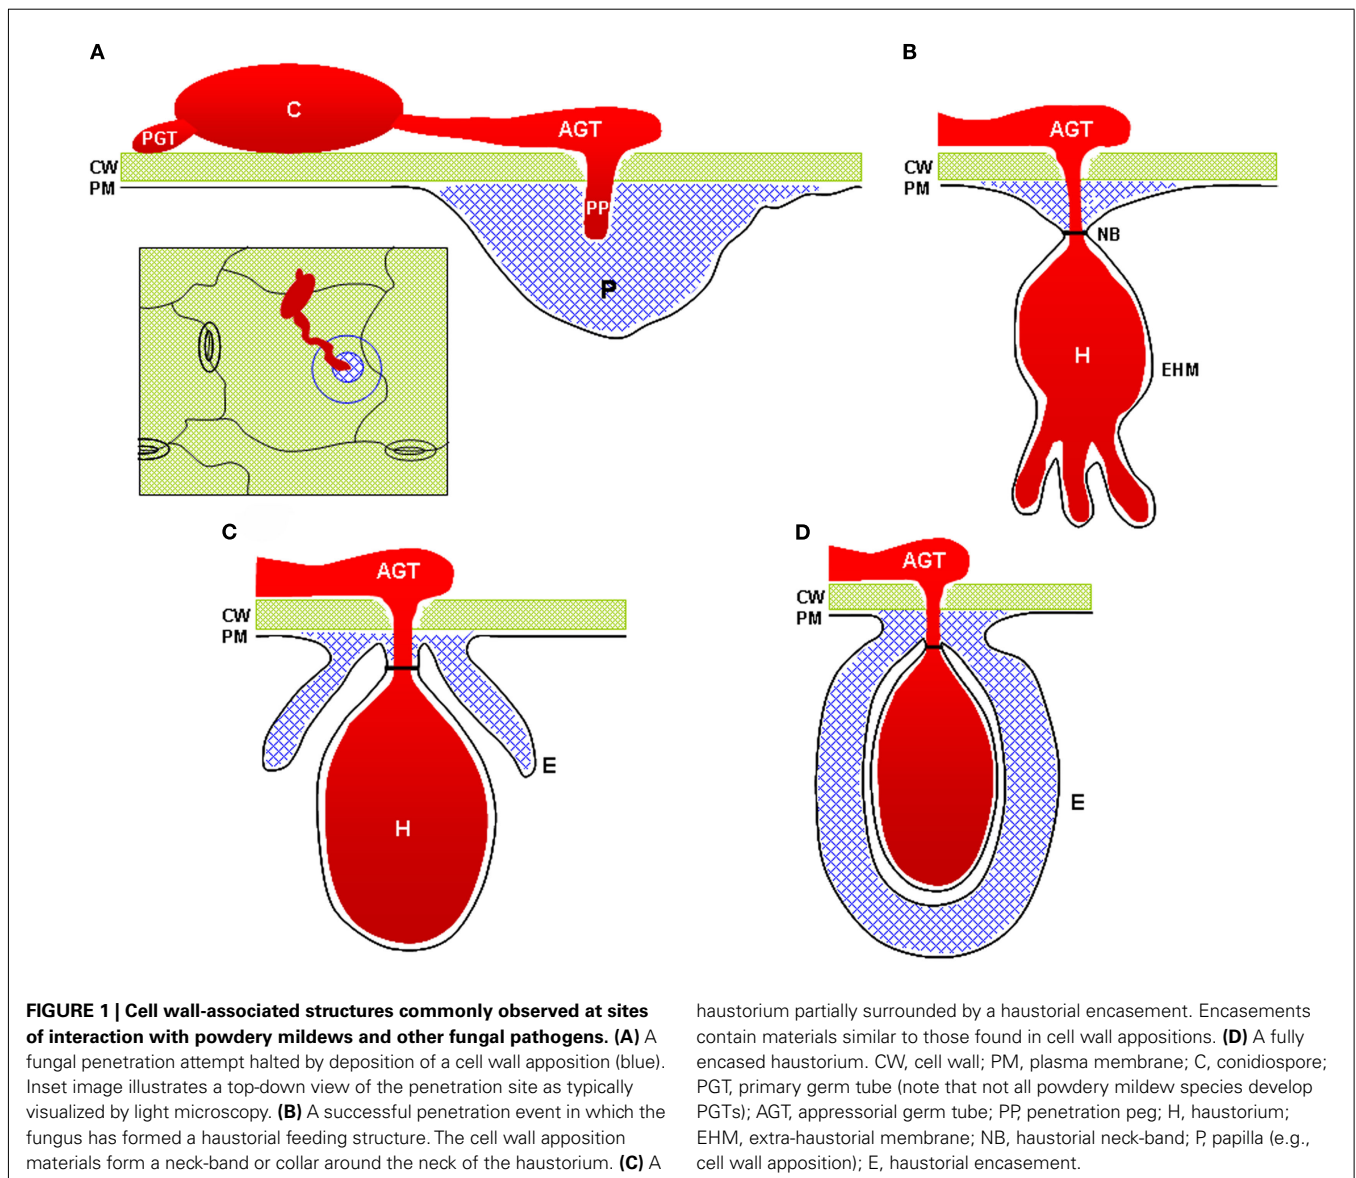 A
C
PGT
AGT
CW
PM
PP
P
B
AGT
CW
PM
NB
H
EHM
C
AGT
CW
PM
E
H
D
AGT
CW
PM
E
FIGURE 1 | Cell wall-associated structures commonly observed at sites
of interaction with powdery mildews and other fungal pathogens. (A) A
fungal penetration attempt halted by deposition of a cell wall apposition (blue).
Inset image illustrates a top-down view of the penetration site as typically
visualized by light microscopy. (B) A successful penetration event in which the
fungus has formed a haustorial feeding structure. The cell wall apposition
materials form a neck-band or collar around the neck of the haustorium. (C) A
haustorium partially surrounded by a haustorial encasement. Encasements
contain materials similar to those found in cell wall appositions. (D) A fully
encased haustorium. CW, cell wall; PM, plasma membrane; C, conidiospore;
PGT, primary germ tube (note that not all powdery mildew species develop
PGTs); AGT, appressorial germ tube; PP, penetration peg; H, haustorium;
EHM, extra-haustorial membrane; NB, haustorial neck-band; P, papilla (e.g.,
cell wall apposition); E, haustorial encasement.